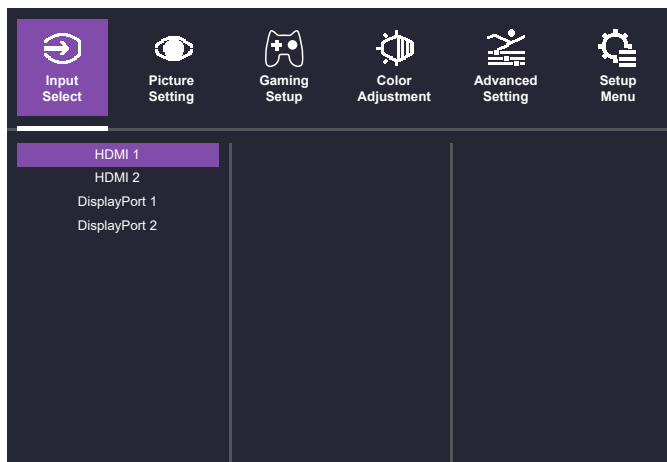 Input
Select
Picture
Setting
Gaming
Setup
Color
Adjustment
Advanced
Setting
Setup
Menu
HDMI 1
HDMI 2
DisplayPort 1
DisplayPort 2